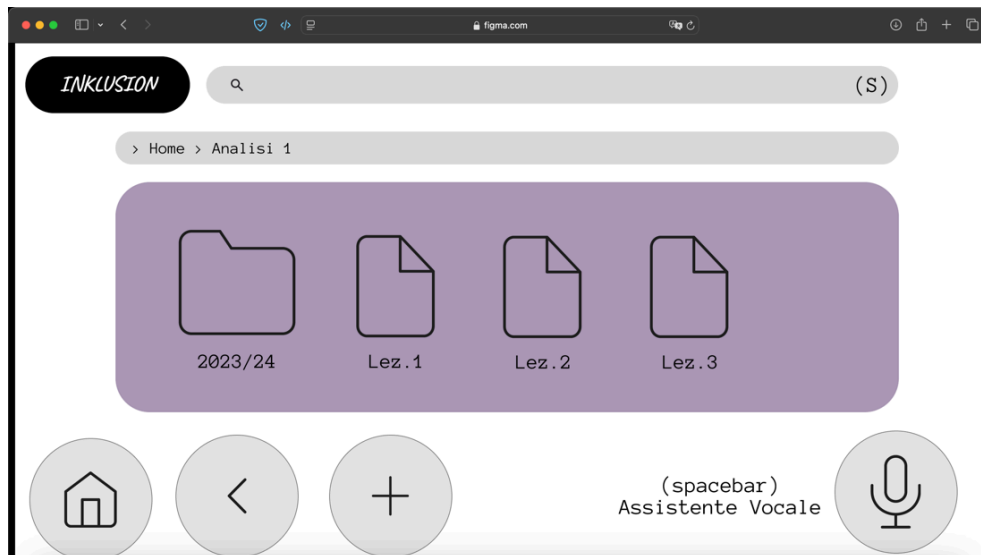 figma.com
INKLUSION
(S)
> Home > Analisi 1
2023/24
Lez.1
Lez.2
Lez.3
(spacebar)
Assistente Vocale